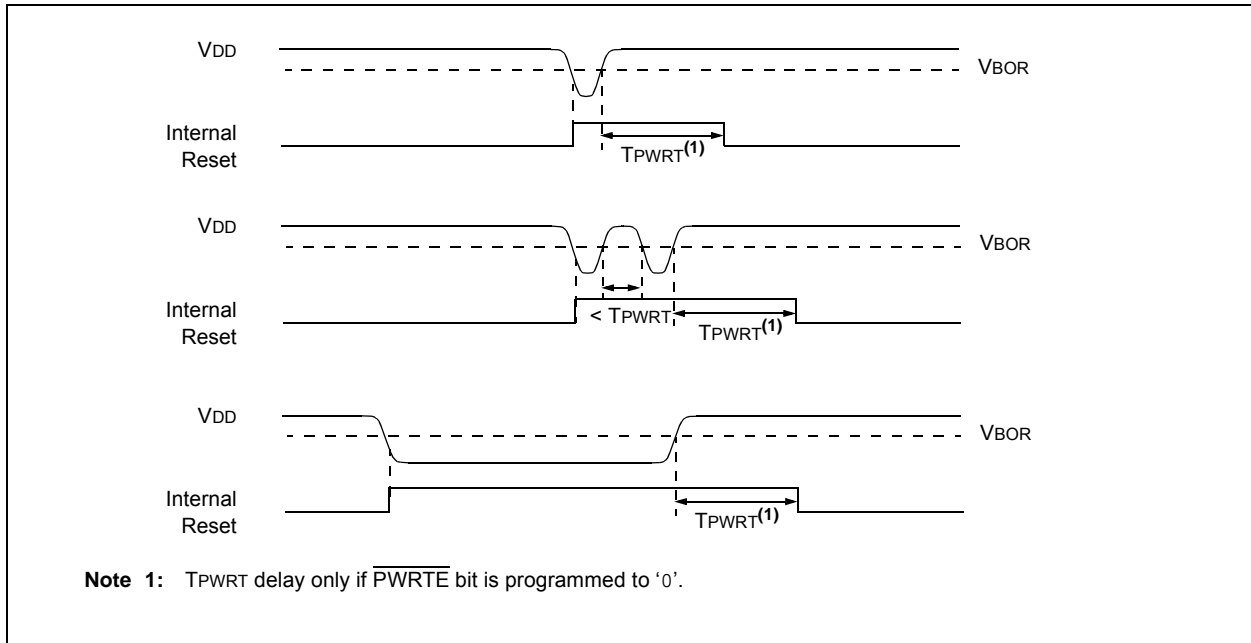 VDD
VBOR
Internal
Reset
TPWRT(1)
VDD
VBOR
Internal
Reset
< TPWRT
TPWRT(1)
VDD
VBOR
Internal
Reset
TPWRT(1)
Note 1: TPWRT delay only if PWRTE bit is programmed to ‘0’.